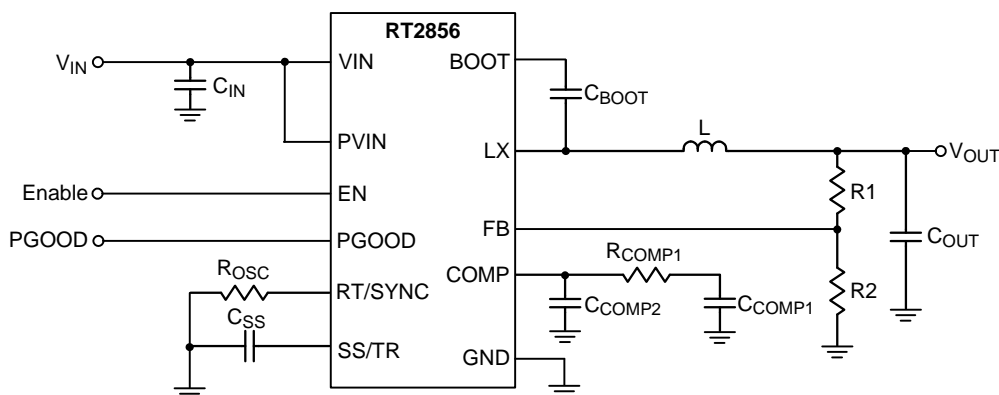 RT2856
VIN
VIN
CIN
PVIN
Enable
EN
PGOOD
PGOOD
ROSC
RT/SYNC
CSS
SS/TR
BOOT
CBOOT
LX
L
VOUT
R1
FB
COUT
RCOMP1
COMP
R2
CCOMP2
CCOMP1
GND